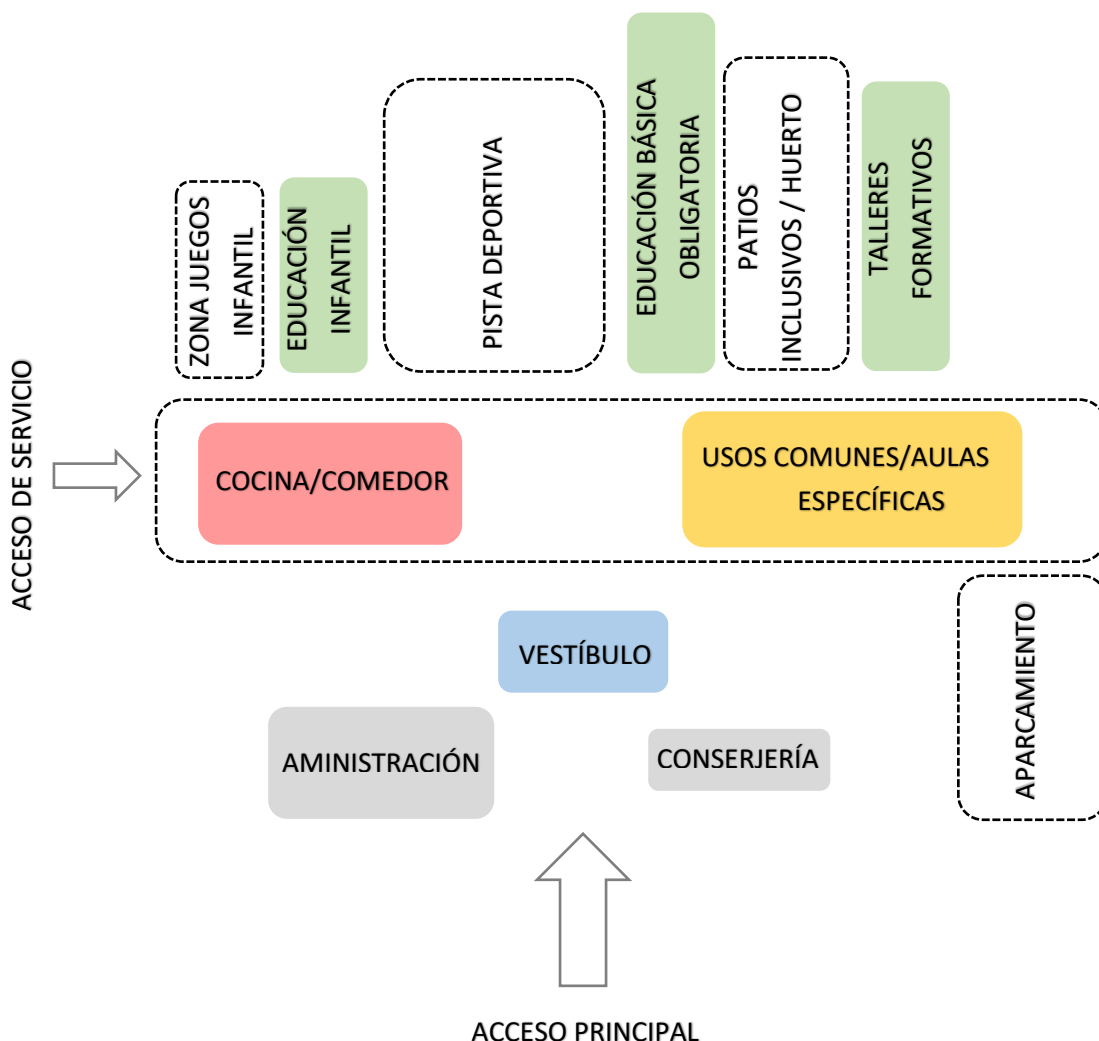 ZONA JUEGOS
INFANTIL
EDUCACIÓN
INFANTIL
PISTA DEPORTIVA
EDUCACIÓN BÁSICA
OBLIGATORIA
PATIOS
INCLUSIVOS / HUERTO
TALLERES
FORMATIVOS
ACCESO DE SERVICIO
COCINA/COMEDOR
USOS COMUNES/AULAS
ESPECÍFICAS
VESTÍBULO
AMINISTRACIÓN
CONSERJERÍA
APARCAMIENTO
ACCESO PRINCIPAL